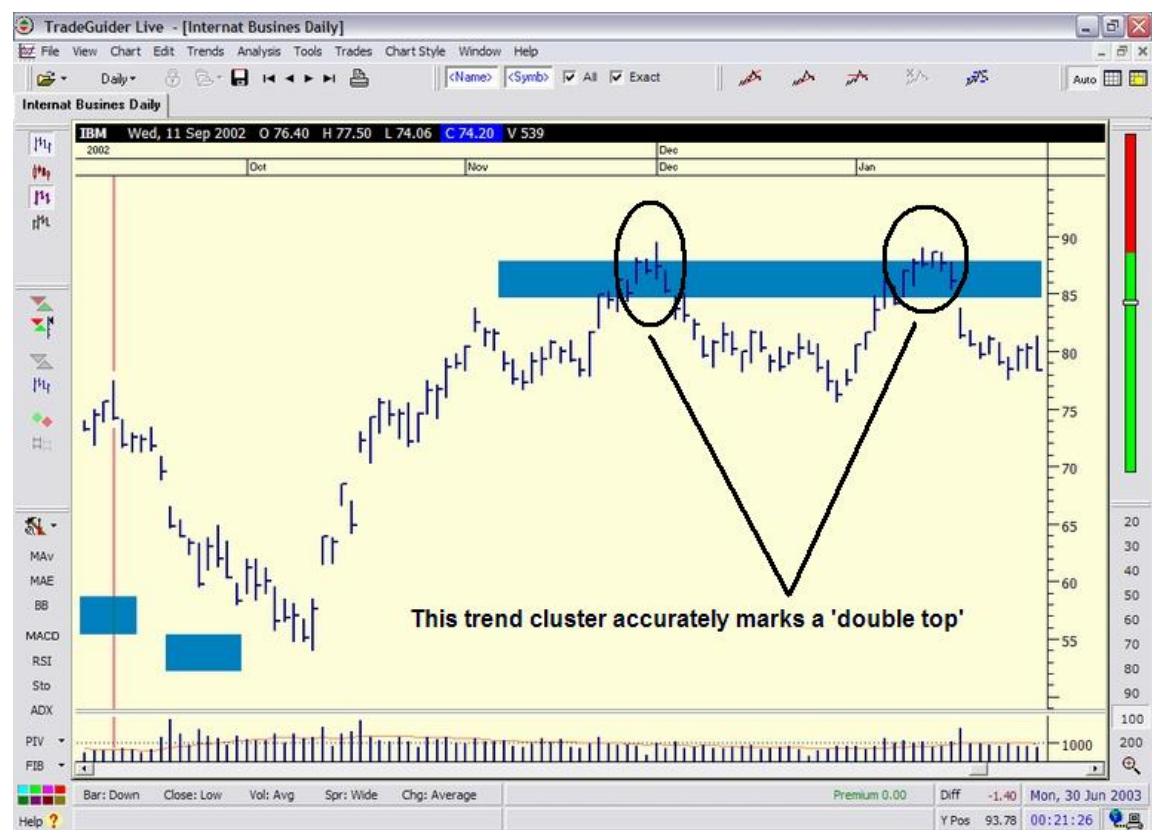 TradeGuider Live - [Internat Busines Daily]
File View Chart Edit Trends Analysis Tools Trades Chart Style Window Help
Daily <Name> <Symb> All Exact Auto
Internat Busines Daily
IBM Wed, 11 Sep 2002 O 76.40 H 77.50 L 74.06 C 74.20 V 539
2002 Dec
Oct Nov Dec Jan
90
85
80
75
70
65
60
55
This trend cluster accurately marks a 'double top'
1000
MAv
MAE
BB
MACD
RSI
Sto
ADX
PIV
FIB
20
30
40
50
60
70
80
90
100
200
Bar: Down Close: Low Vol: Avg Spr: Wide Chg: Average Premium 0.00 Diff -1.40 Mon, 30 Jun 2003
Help ? Y Pos 93.78 00:21:26